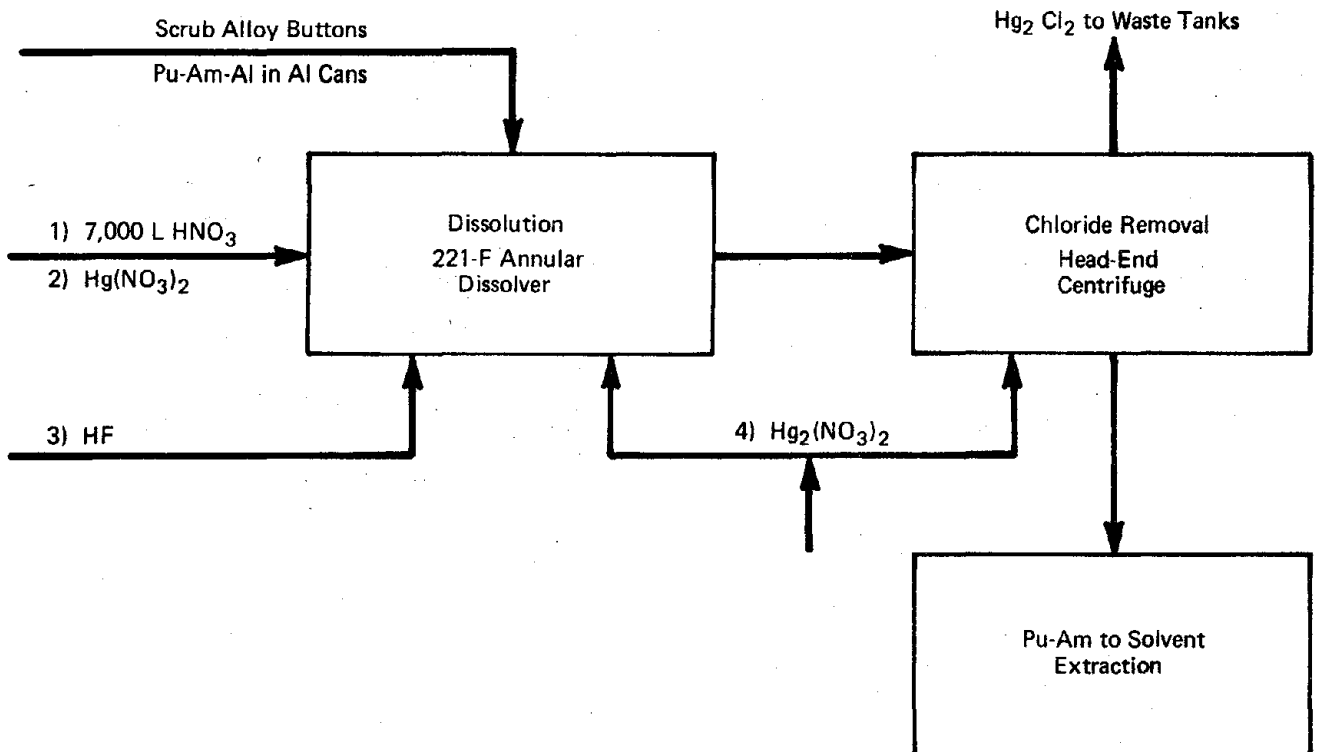 Scrub Alloy Buttons
Pu-Am-Al in Al Cans
Hg₂ Cl₂ to Waste Tanks
1) 7,000 L HNO₃
2) Hg(NO₃)₂
Dissolution
221-F Annular
Dissolver
Chloride Removal
Head-End
Centrifuge
3) HF
4) Hg₂(NO₃)₂
Pu-Am to Solvent
Extraction